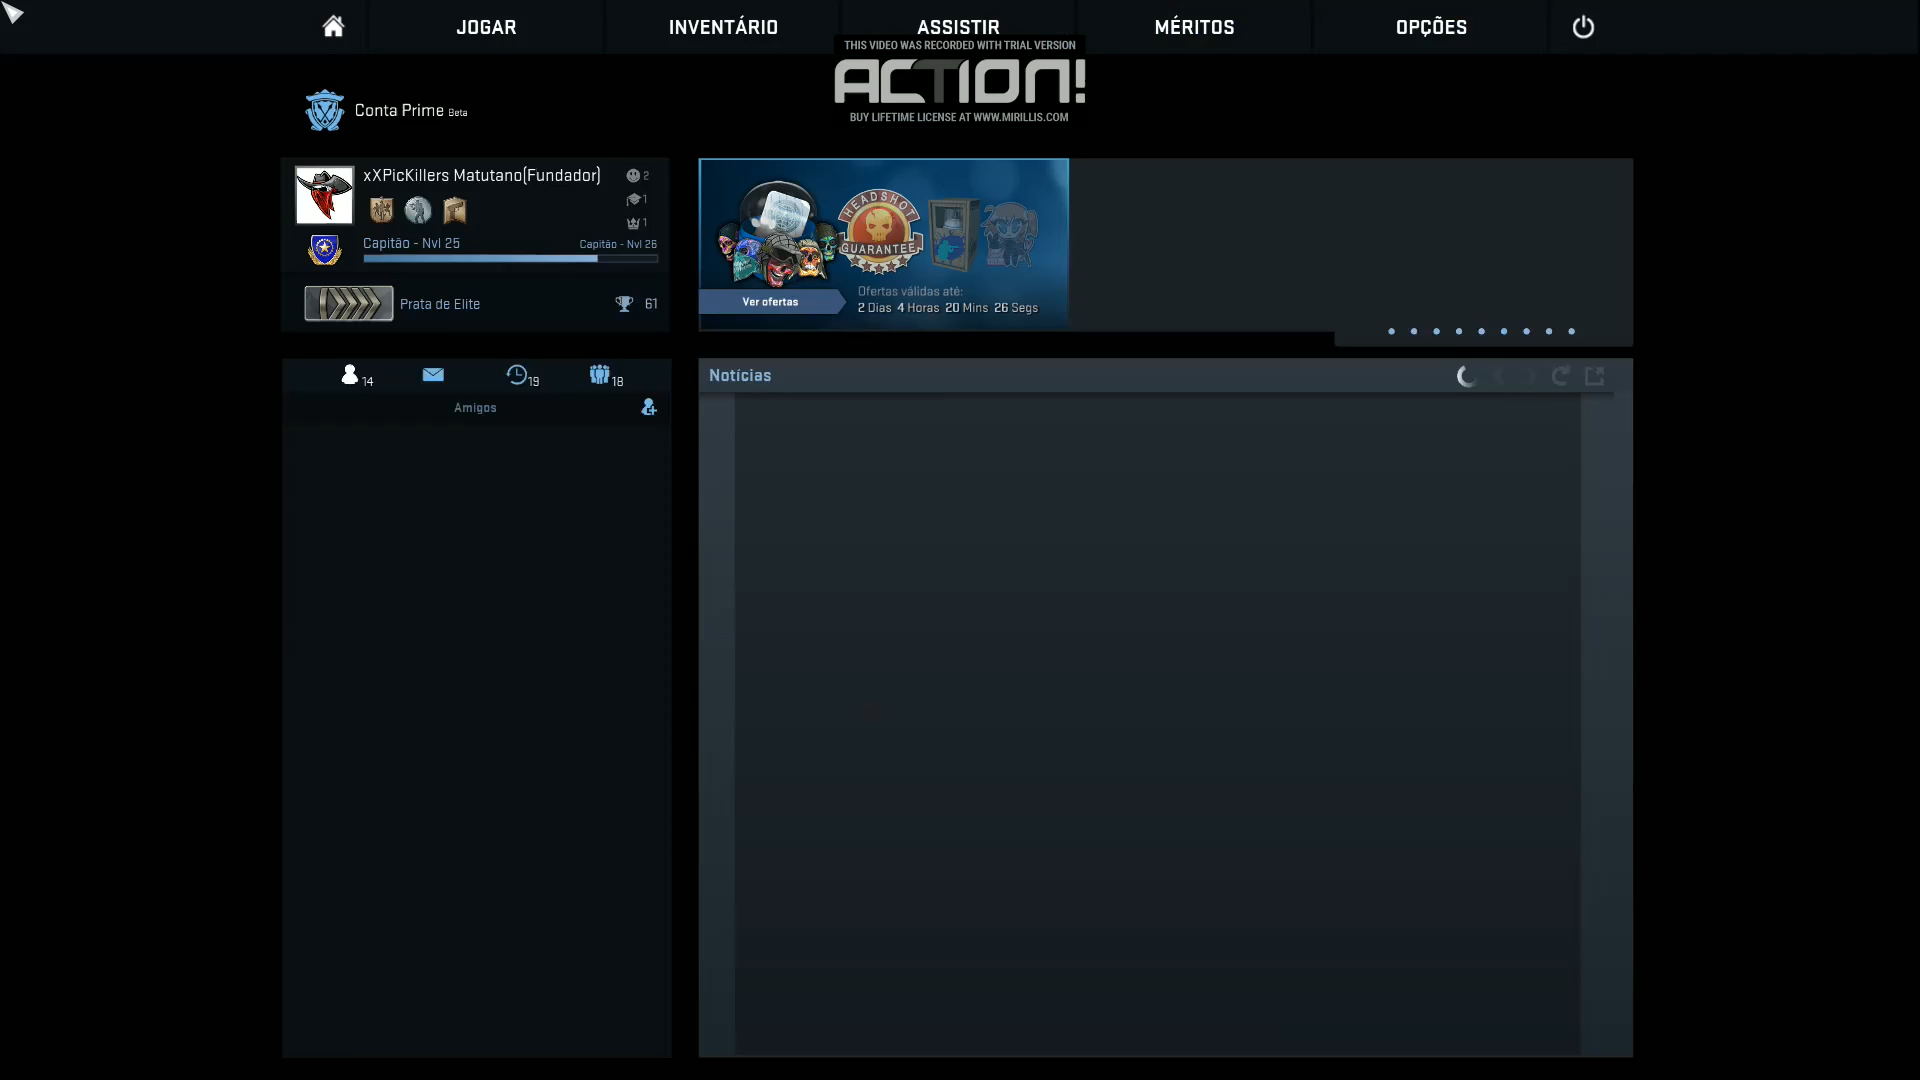 JOGAR
INVENTÁRIO
ASSISTIR
MÉRITOS
OPÇÕES
THIS VIDEO WAS RECORDED WITH TRIAL VERSION
ACTION!
BUY LIFETIME LICENSE AT WWW.MIRILLIS.COM
Conta Prime Beta
xXPicKillers Matutano(Fundador)
2
1
1
Capitão - Nvl 25
Capitão - Nvl 26
Prata de Elite
61
HEADSHOT
GUARANTEE
Ver ofertas
Ofertas válidas até:
2 Dias 4 Horas 20 Mins 26 Segs
14
19
18
Amigos
Notícias